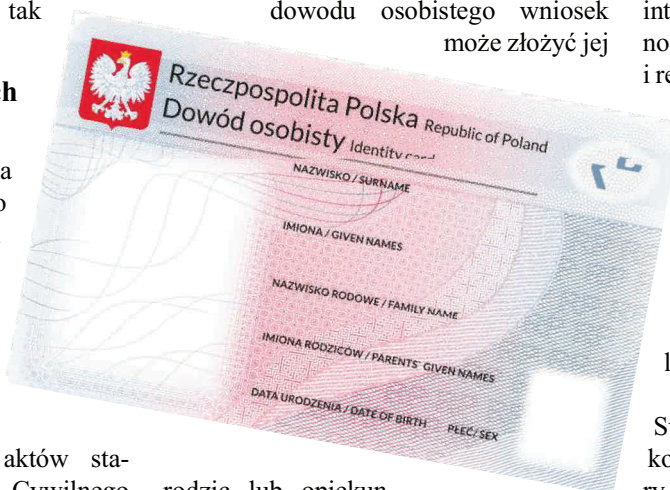 tak
dowodu osobistego wniosek
może złożyć jej
Rzeczpospolita Polska Republic of Poland
Dowód osobisty Identity card
NAZWISKO / SURNAME
IMIONA / GIVEN NAMES
NAZWISKO RODOWE / FAMILY NAME
IMIONA RODZICÓW / PARENTS' GIVEN NAMES
DATA URODZENIA / DATE OF BIRTH PŁEĆ / SEX
aktów sta-
Cywilnego
rodzic lub opiekun